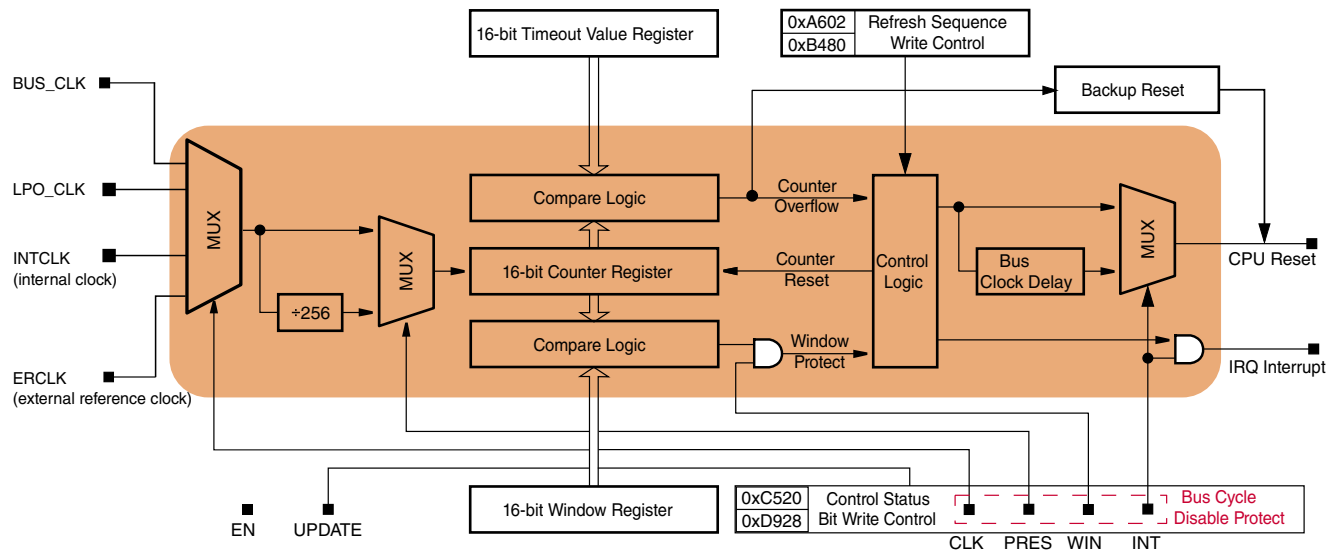 16-bit Timeout Value Register
0xA602
0xB480
Refresh Sequence
Write Control
BUS_CLK
Backup Reset
LPO_CLK
MUX
Compare Logic
Counter
Overflow
MUX
INTCLK
(internal clock)
MUX
16-bit Counter Register
Counter
Reset
Control
Logic
Bus
Clock Delay
CPU Reset
÷256
Compare Logic
Window
Protect
IRQ Interrupt
ERCLK
(external reference clock)
EN
UPDATE
16-bit Window Register
0xC520
0xD928
Control Status
Bit Write Control
Bus Cycle
Disable Protect
CLK
PRES
WIN
INT